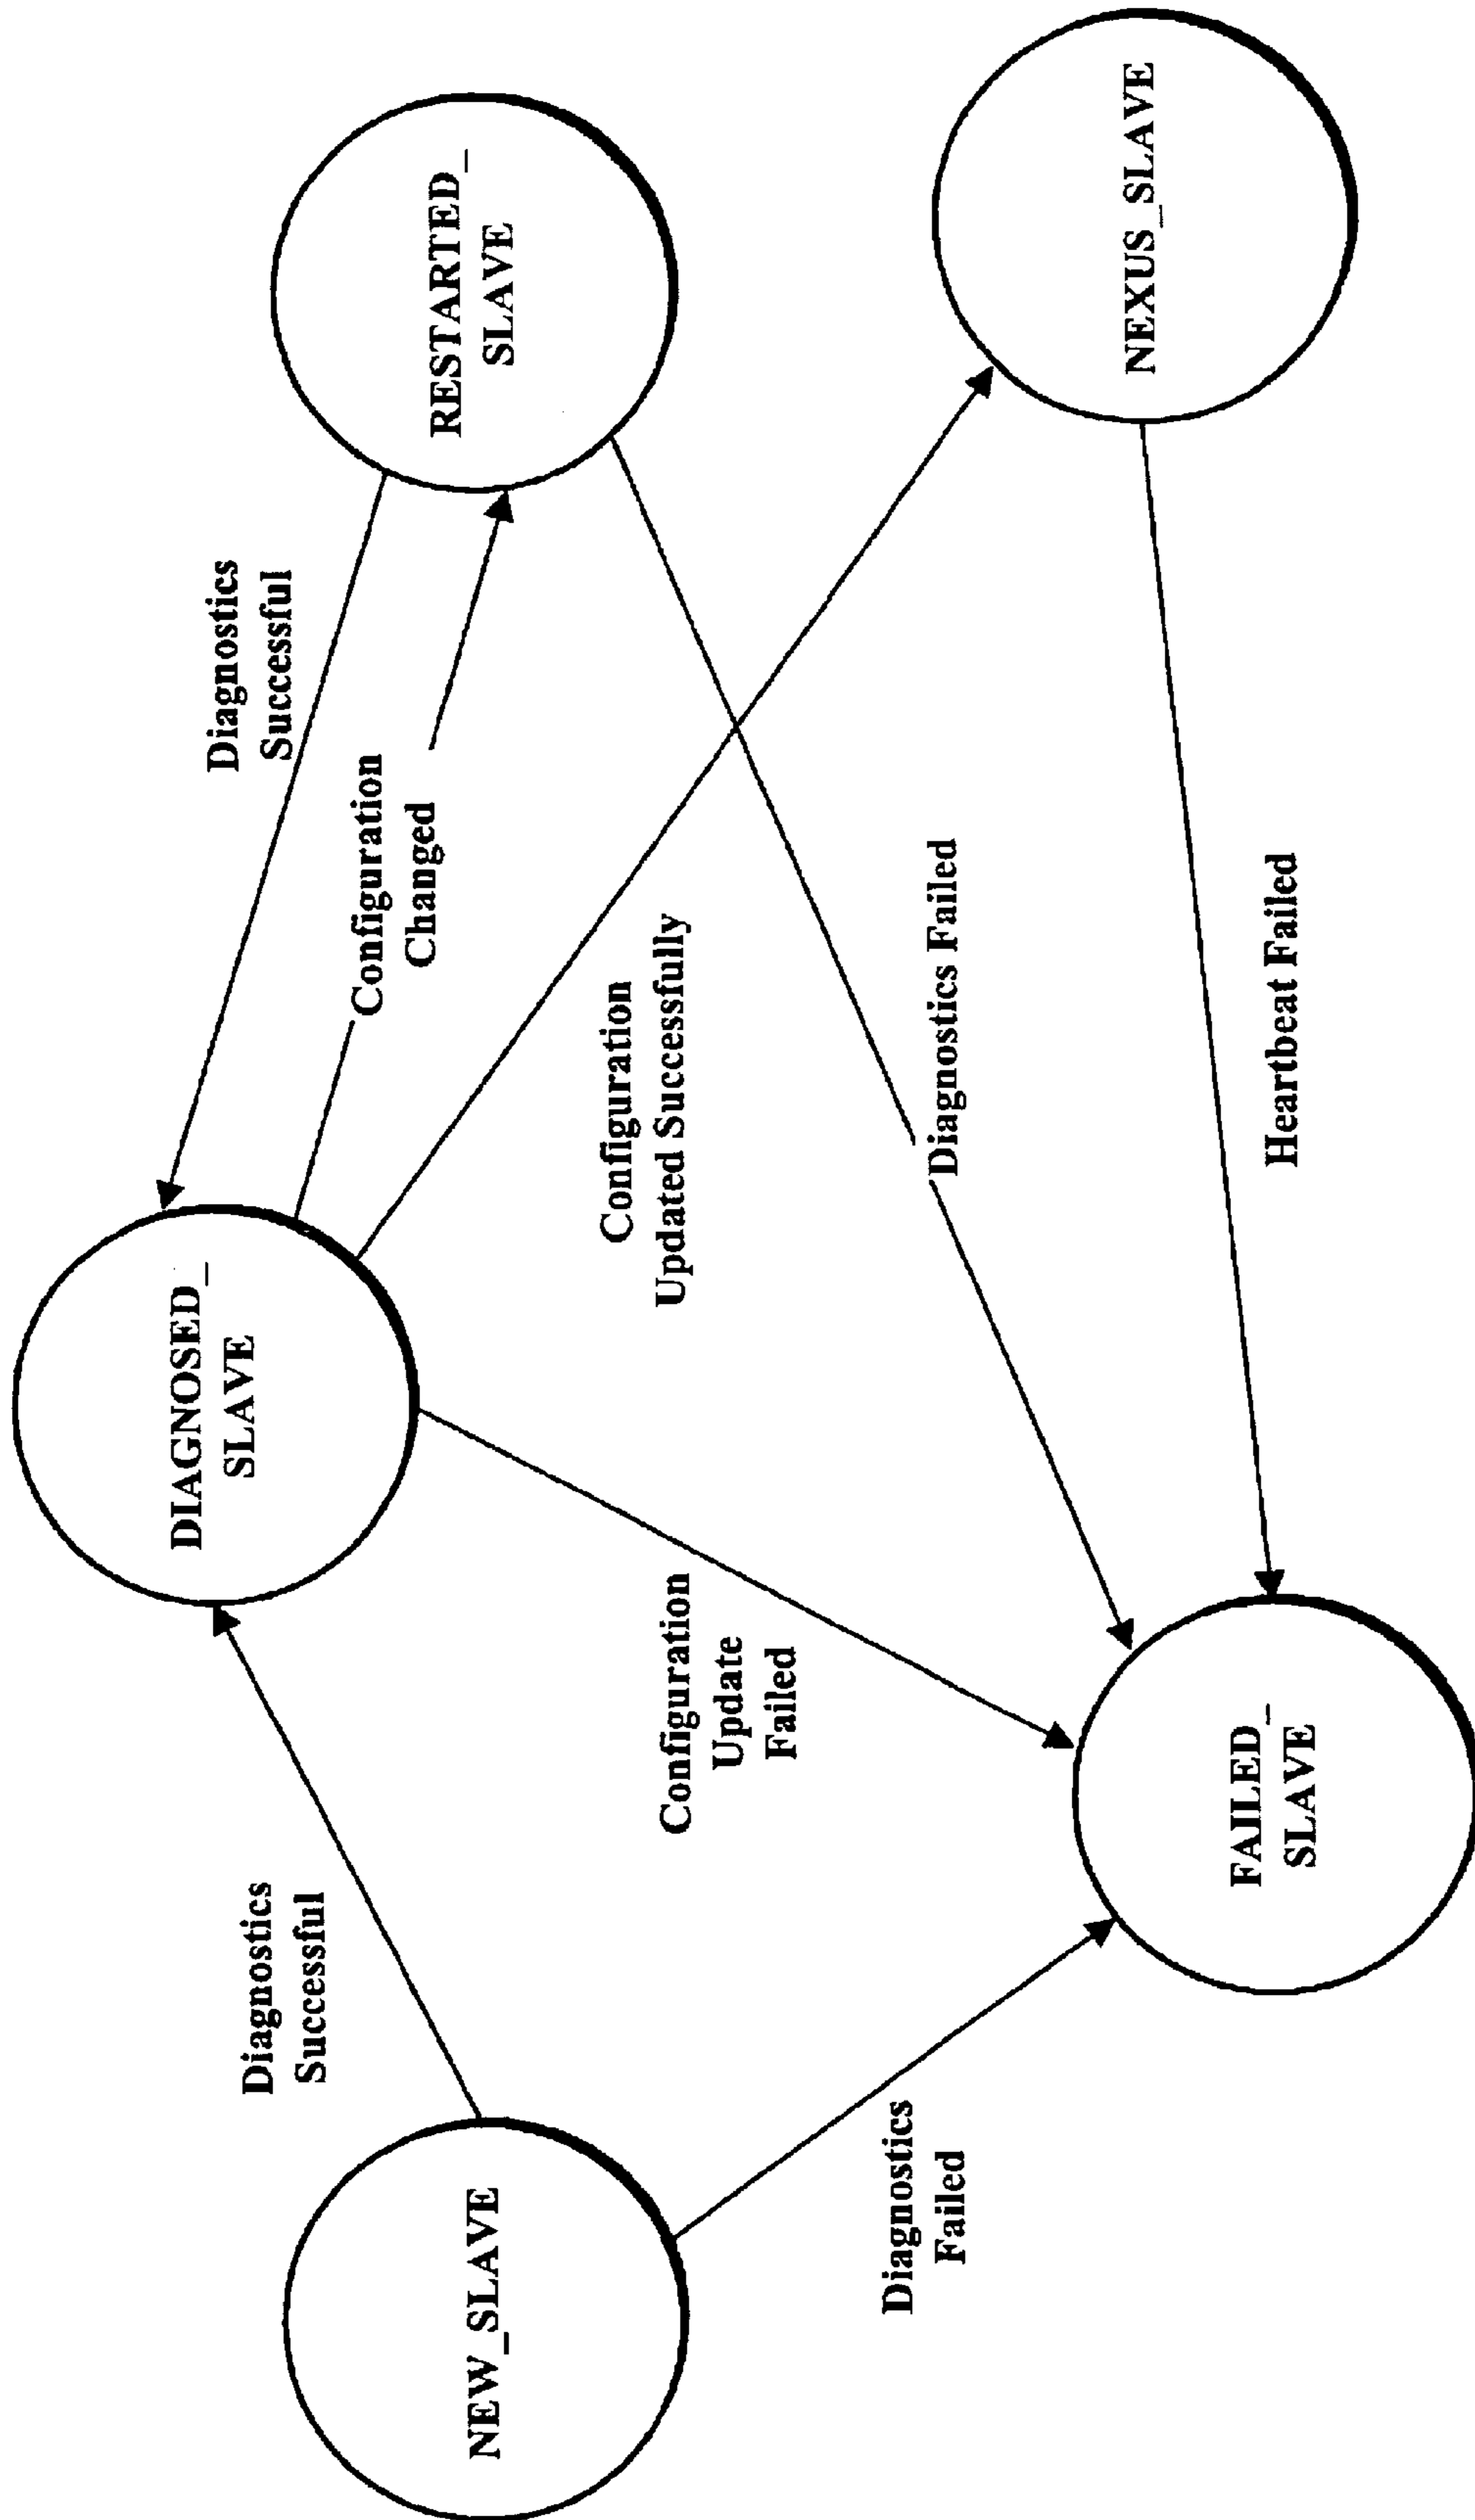 DIAGNOSED_
SLAVE
Diagnostics
Successful
RESTARTED_
SLAVE
Diagnostics
Successful
Configuration
Changed
NEW_SLAVE
Configuration
Updated Successfully
Configuration
Update
Failed
Diagnostics
Failed
Diagnostics Failed
NEXUS_SLAVE
FAILED_
SLAVE
Heartbeat Failed